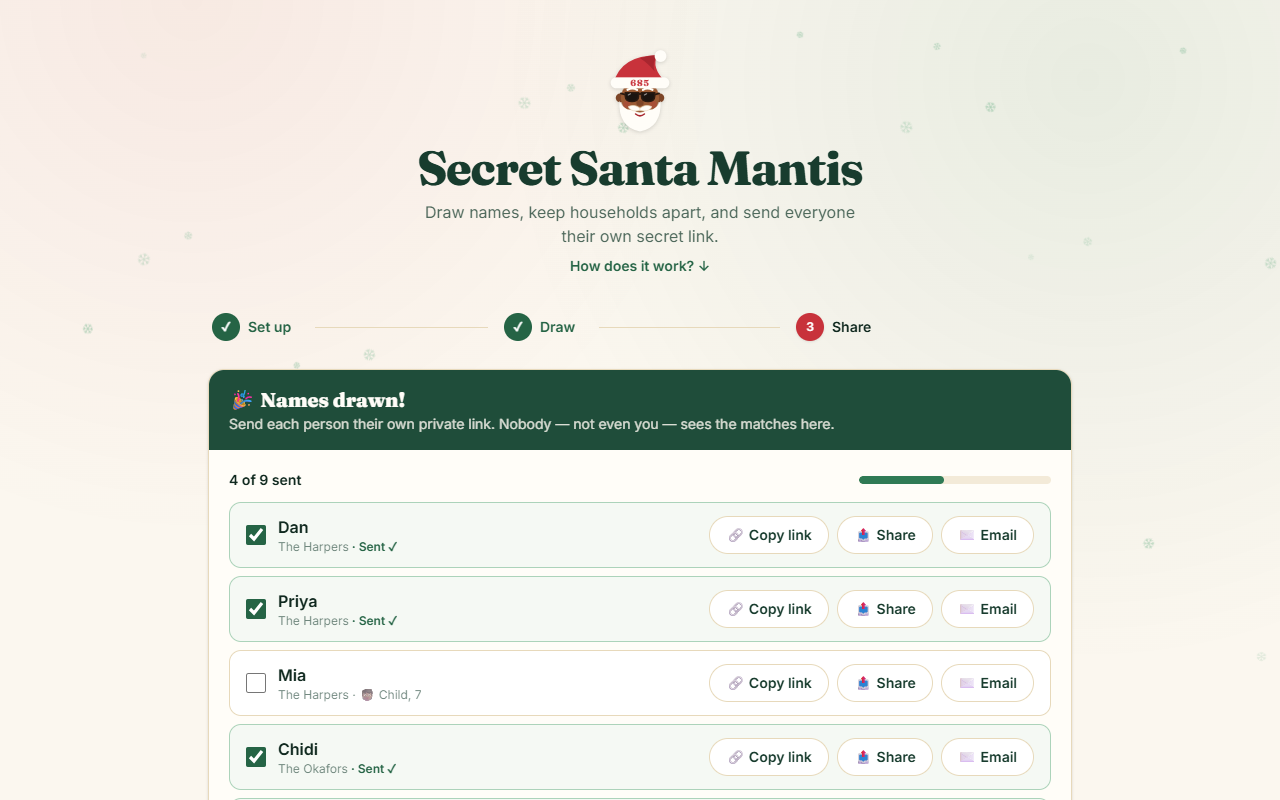 685
Secret Santa Mantis
Draw names, keep households apart, and send everyone
their own secret link.
How does it work? ↓
✓ Set up
✓ Draw
3 Share
🎉 Names drawn!
Send each person their own private link. Nobody — not even you — sees the matches here.
4 of 9 sent
Dan
The Harpers · Sent ✓
🔗 Copy link
📤 Share
✉️ Email
Priya
The Harpers · Sent ✓
🔗 Copy link
📤 Share
✉️ Email
Mia
The Harpers · 🧒🏽 Child, 7
🔗 Copy link
📤 Share
✉️ Email
Chidi
The Okafors · Sent ✓
🔗 Copy link
📤 Share
✉️ Email